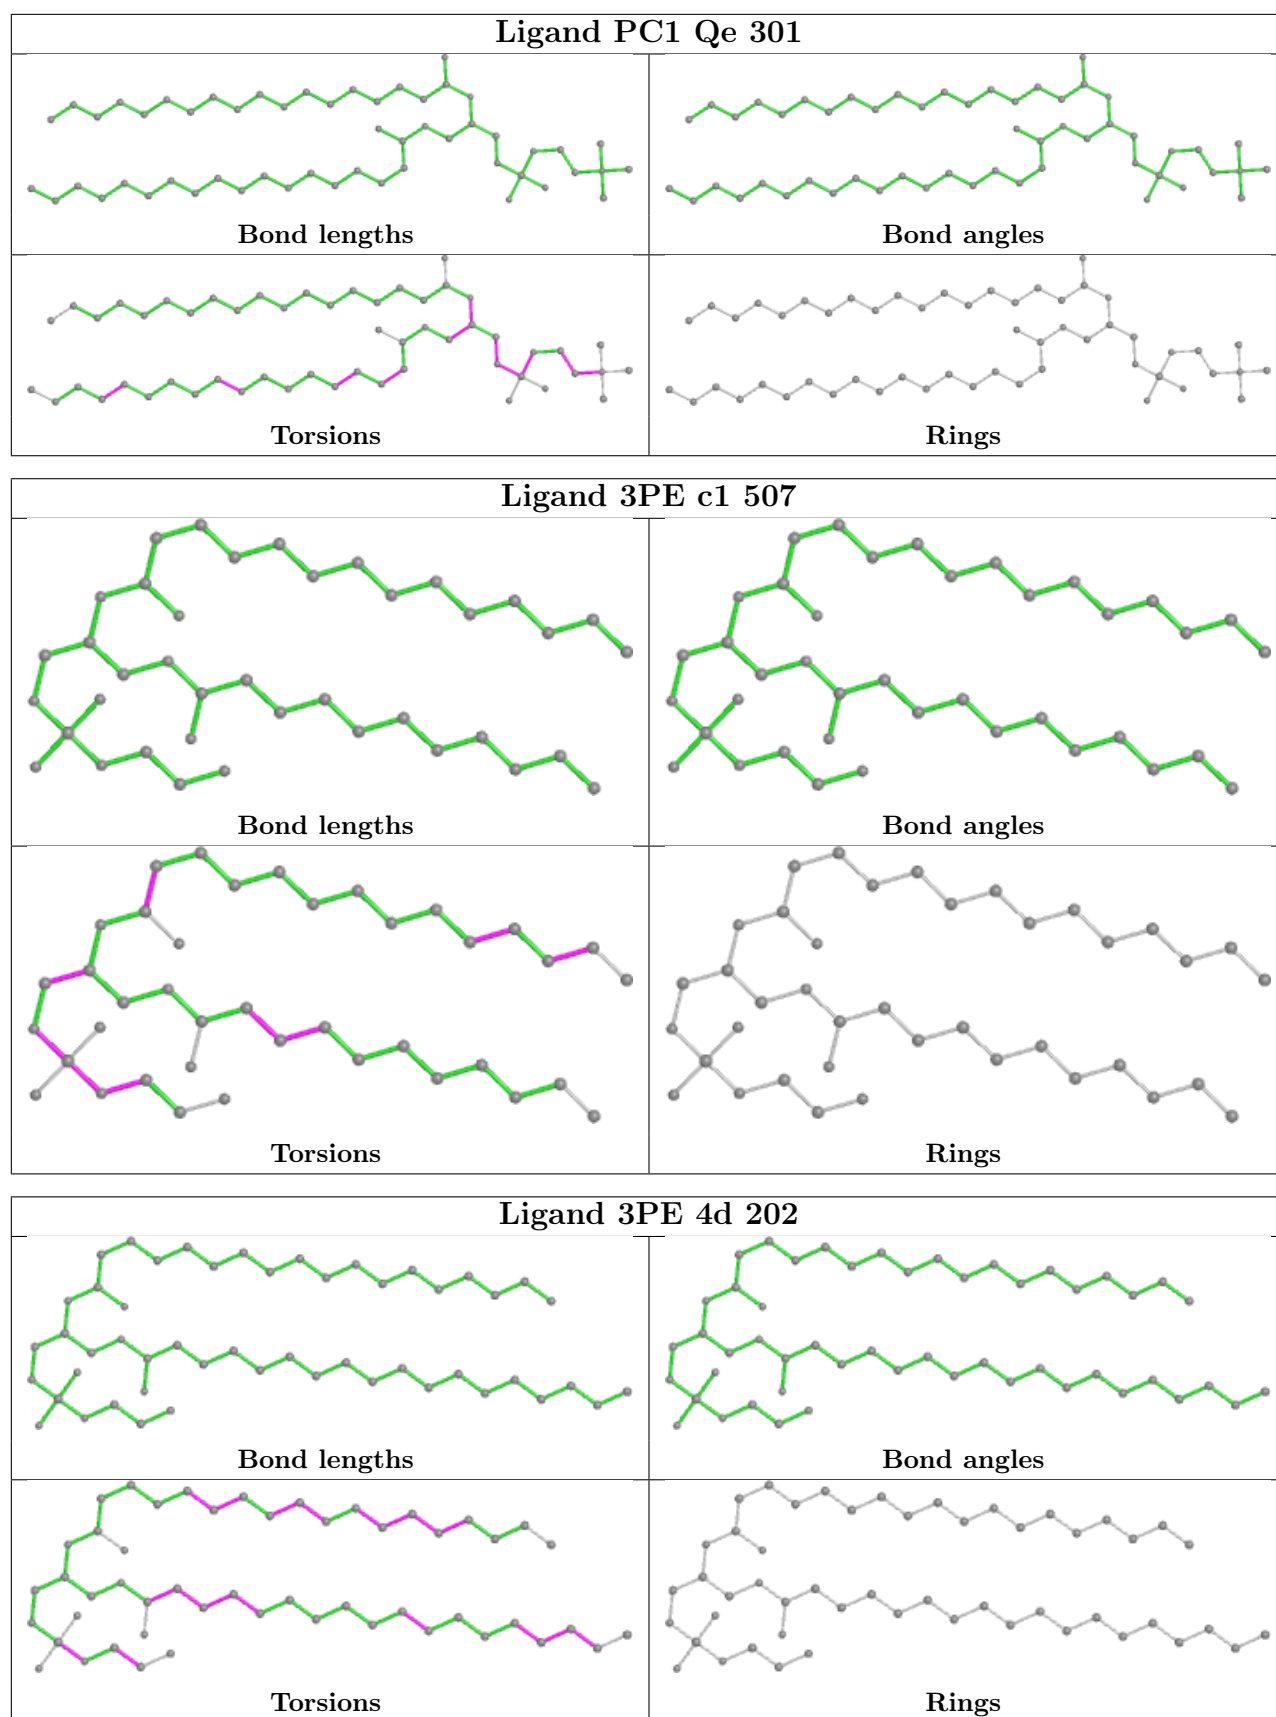 Ligand PC1 Qe 301
Bond lengths
Bond angles
Torsions
Rings
Ligand 3PE c1 507
Bond lengths
Bond angles
Torsions
Rings
Ligand 3PE 4d 202
Bond lengths
Bond angles
Torsions
Rings